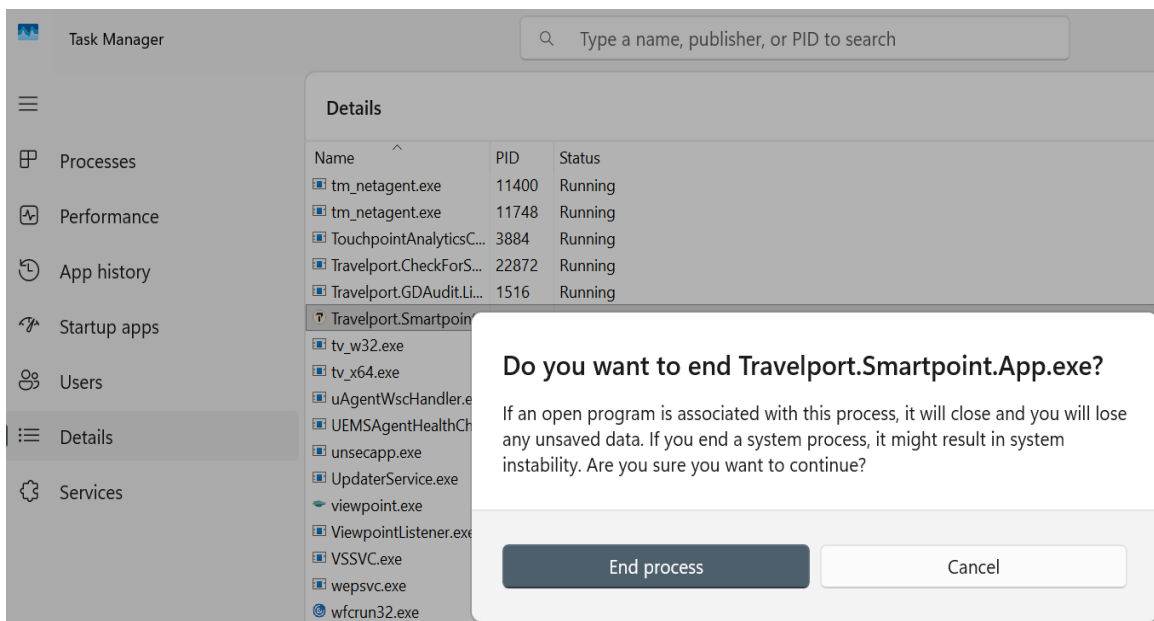 Task Manager
Type a name, publisher, or PID to search
Details
Processes
Performance
App history
Startup apps
Users
Details
Services
Name PID Status
tm_netagent.exe 11400 Running
tm_netagent.exe 11748 Running
TouchpointAnalyticsC... 3884 Running
Travelport.CheckForS... 22872 Running
Travelport.GDAudit.Li... 1516 Running
Travelport.Smartpoin
tv_w32.exe
tv_x64.exe
uAgentWscHandler.e
UEMSAgentHealthCh
unsecapp.exe
UpdaterService.exe
viewpoint.exe
ViewpointListener.exe
VSSVC.exe
wepsvc.exe
wfcrun32.exe
Do you want to end Travelport.Smartpoint.App.exe?
If an open program is associated with this process, it will close and you will lose
any unsaved data. If you end a system process, it might result in system
instability. Are you sure you want to continue?
End process
Cancel